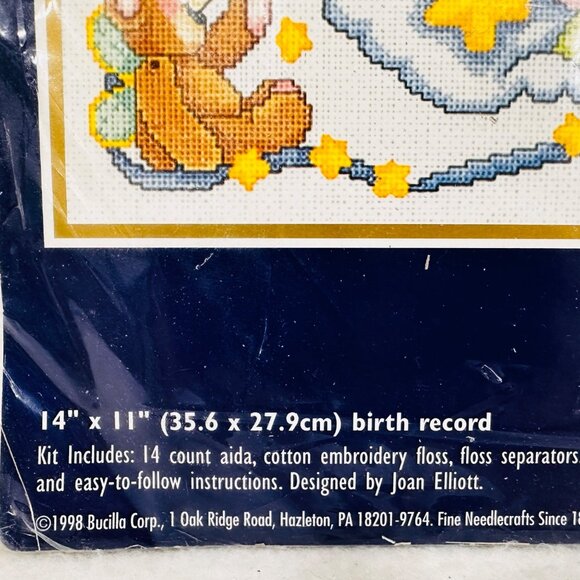 14" x 11" (35.6 x 27.9cm) birth record
Kit Includes: 14 count aida, cotton embroidery floss, floss separators
and easy-to-follow instructions. Designed by Joan Elliott.
©1998 Bucilla Corp., 1 Oak Ridge Road, Hazleton, PA 18201-9764. Fine Needlecrafts Since